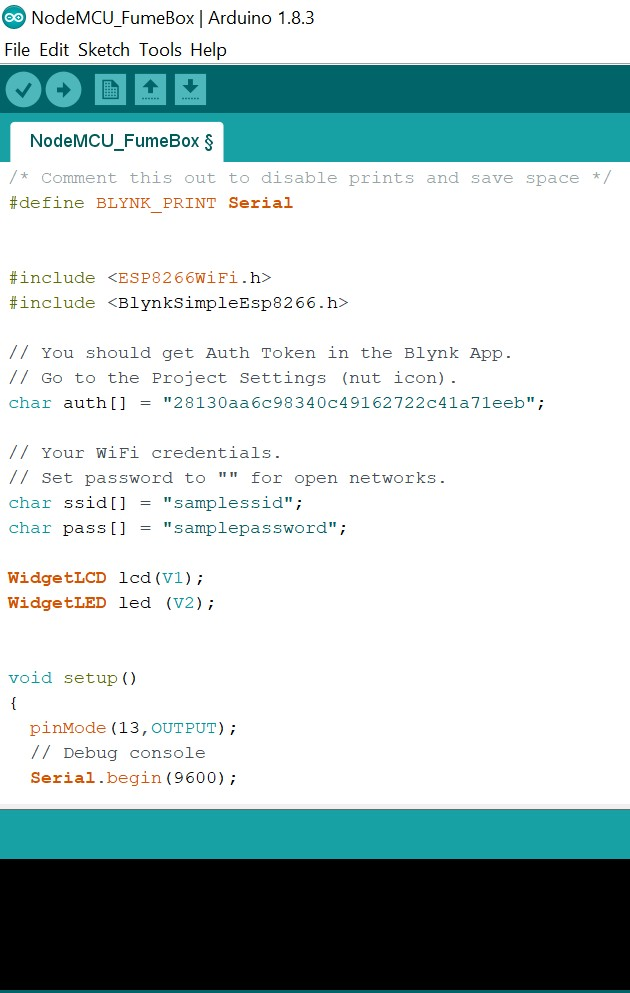 NodeMCU_FumeBox | Arduino 1.8.3
File Edit Sketch Tools Help
NodeMCU_FumeBox §
/* Comment this out to disable prints and save space */
#define BLYNK_PRINT Serial
#include <ESP8266WiFi.h>
#include <BlynkSimpleEsp8266.h>
// You should get Auth Token in the Blynk App.
// Go to the Project Settings (nut icon).
char auth[] = "28130aa6c98340c49162722c41a71eeb";
// Your WiFi credentials.
// Set password to "" for open networks.
char ssid[] = "samplessid";
char pass[] = "samplepassword";
WidgetLCD lcd(V1);
WidgetLED led (V2);
void setup()
{
pinMode(13,OUTPUT);
// Debug console
Serial.begin(9600);